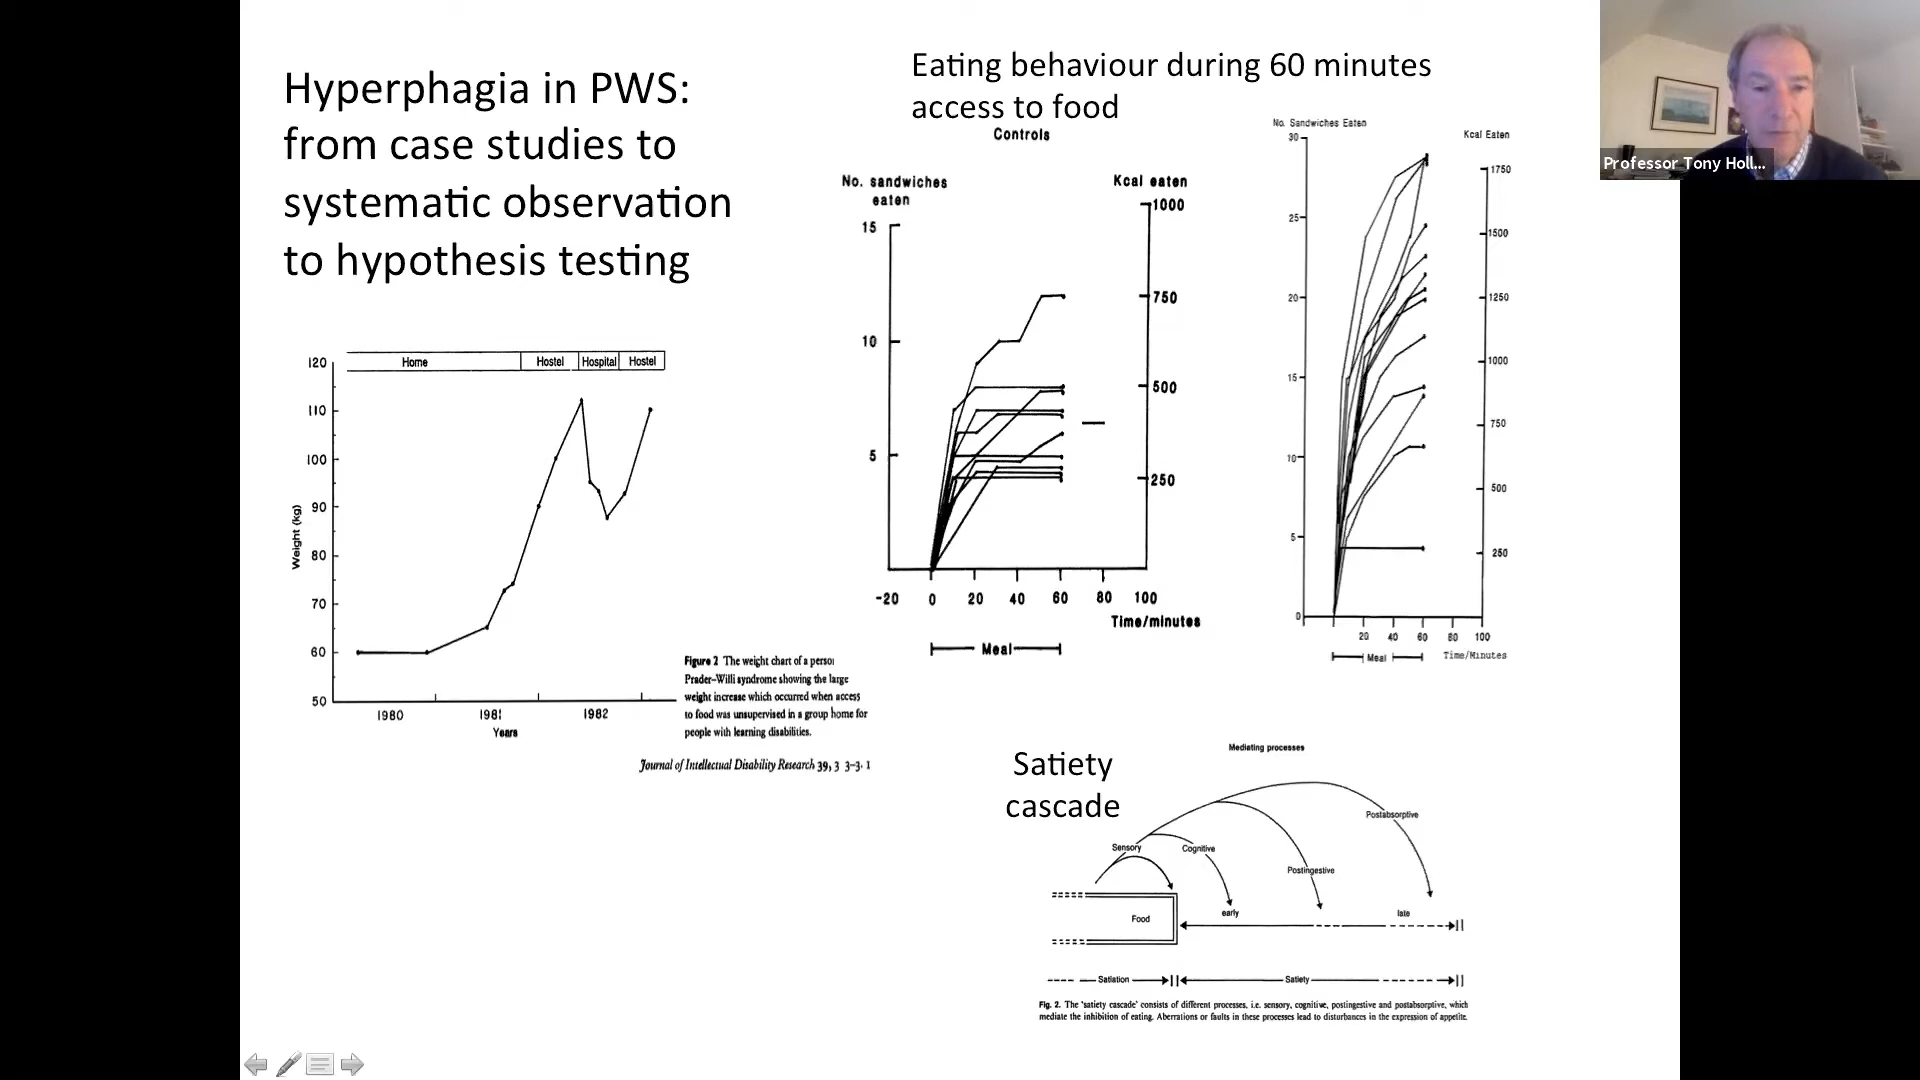 Hyperphagia in PWS:
from case studies to
systematic observation
to hypothesis testing
Eating behaviour during 60 minutes
access to food
Controls
No. sandwiches
eaten
Kcal eaten
1000
15
750
10
500
5
250
-20 0 20 40 60 80 100
Time/minutes
Meal
No. Sandwiches Eaten
Kcal Eaten
30
1750
25
1500
20
1250
15
1000
750
10
500
5
250
0
20 40 60 80 100
Meal
Time/Minutes
Professor Tony Holl...
Home Hostel Hospital Hostel
120
110
100
90
80
70
60
50
Weight (kg)
1980 1981 1982
Years
Figure 2 The weight chart of a person
Prader–Willi syndrome showing the large
weight increase which occurred when access
to food was unsupervised in a group home for
people with learning disabilities.
Journal of Intellectual Disability Research 39,
Satiety
cascade
Mediating processes
Postabsorptive
Sensory
Cognitive
Postingestive
Food
early
late
Satiation
Satiety
Fig. 2. The 'satiety cascade' consists of different processes, i.e. sensory, cognitive, postingestive and postabsorptive, which
mediate the inhibition of eating. Aberrations or faults in these processes lead to disturbances in the expression of appetite.